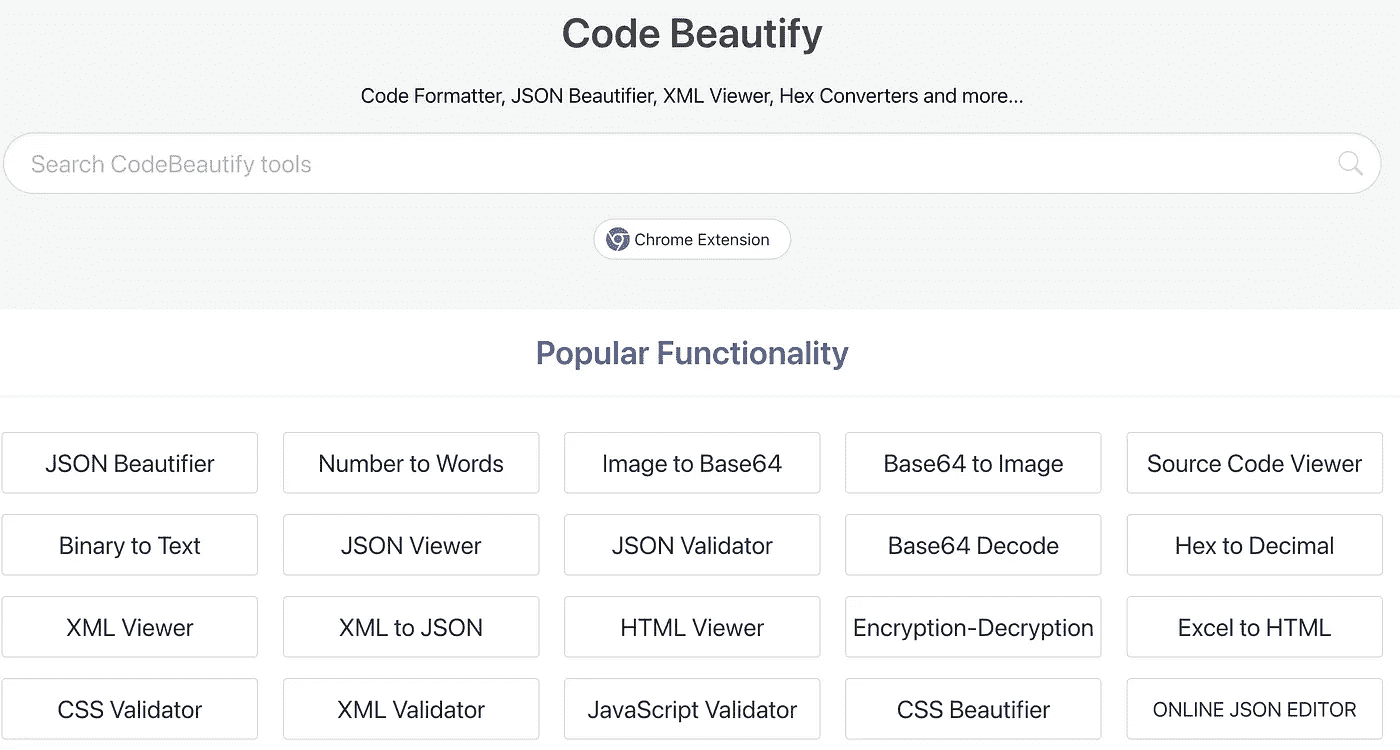 Code Beautify
Code Formatter, JSON Beautifier, XML Viewer, Hex Converters and more...
Search CodeBeautify tools
Chrome Extension
Popular Functionality
JSON Beautifier
Number to Words
Image to Base64
Base64 to Image
Source Code Viewer
Binary to Text
JSON Viewer
JSON Validator
Base64 Decode
Hex to Decimal
XML Viewer
XML to JSON
HTML Viewer
Encryption-Decryption
Excel to HTML
CSS Validator
XML Validator
JavaScript Validator
CSS Beautifier
ONLINE JSON EDITOR